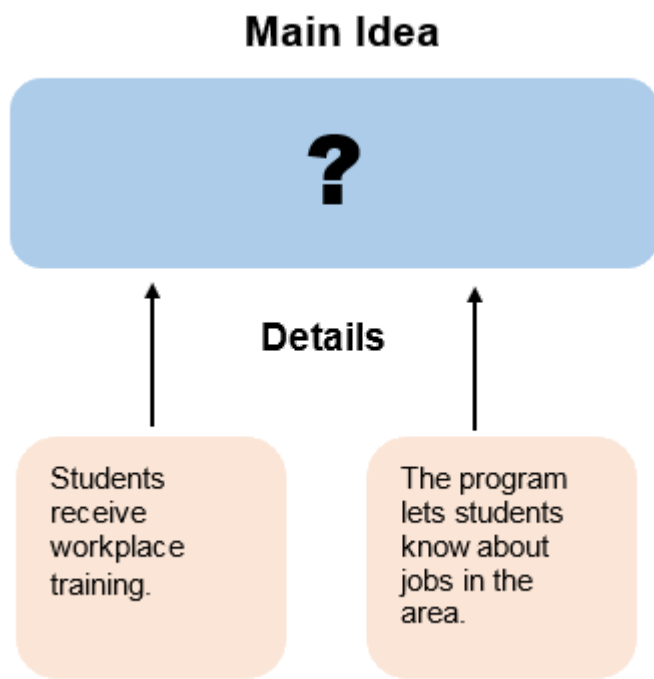 Main Idea
?
Details
Students
receive
workplace
training.
The program
lets students
know about
jobs in the
area.